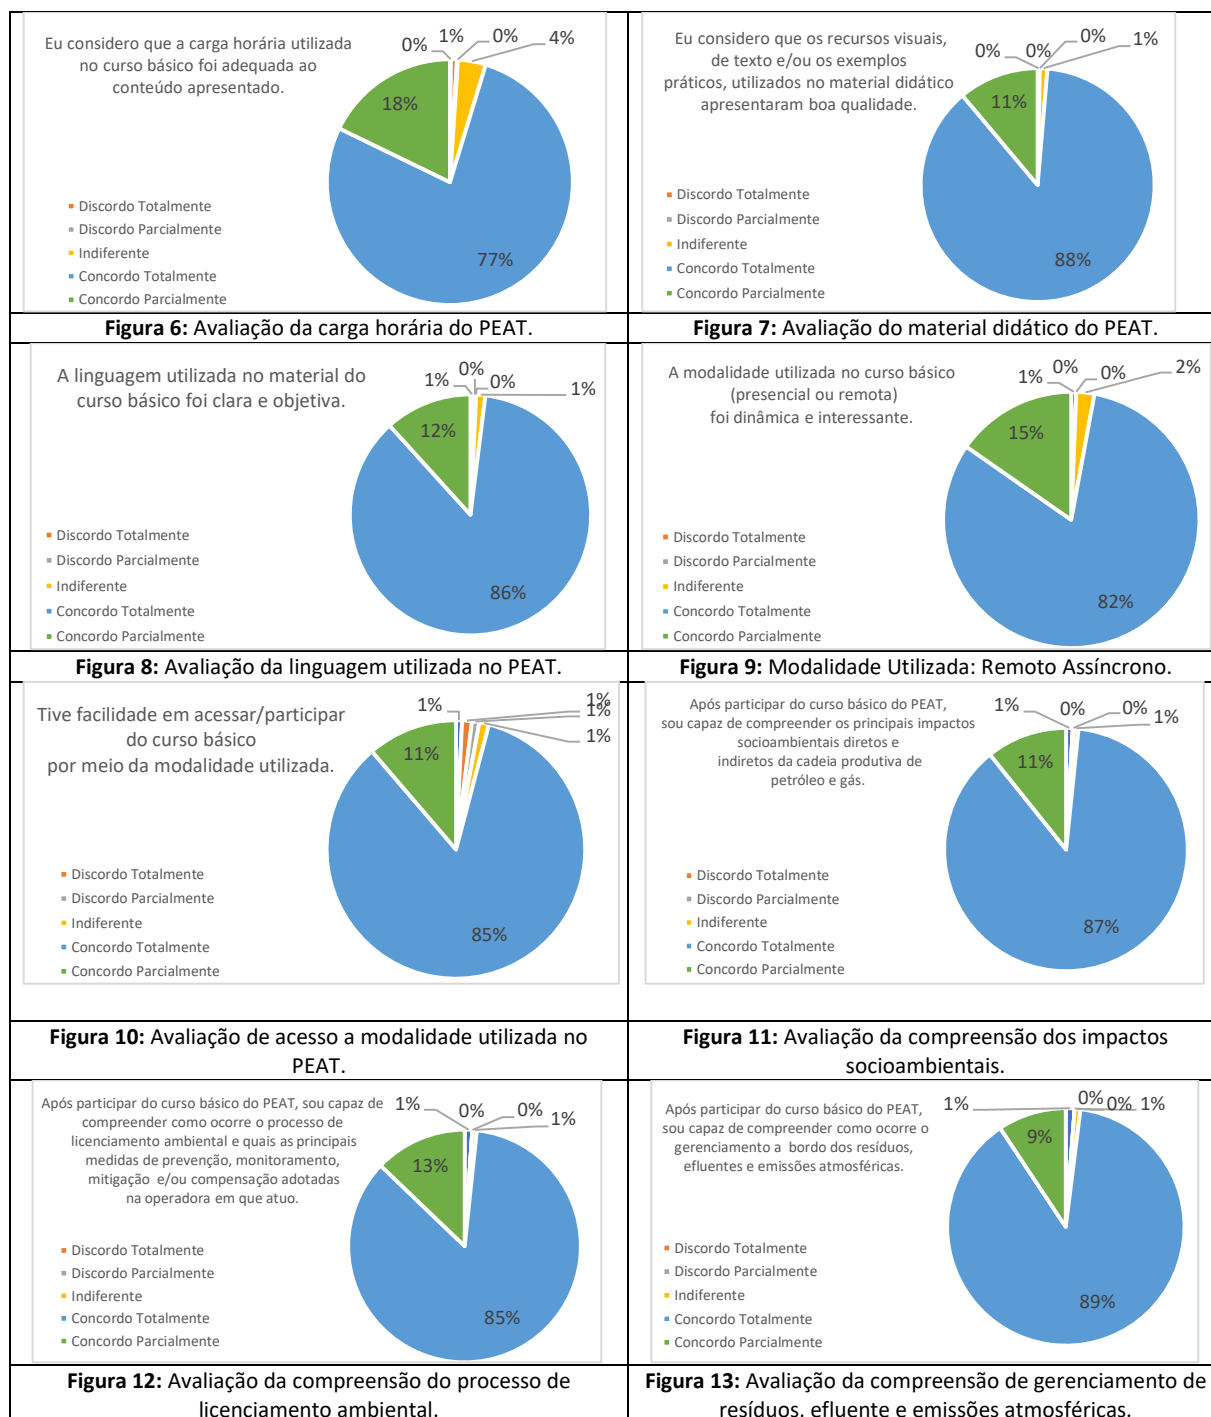 Eu considero que a carga horária utilizada
no curso básico foi adequada ao
conteúdo apresentado.
0%
1%
0%
4%
18%
77%
Discordo Totalmente
Discordo Parcialmente
Indiferente
Concordo Totalmente
Concordo Parcialmente
Figura 6: Avaliação da carga horária do PEAT.
Eu considero que os recursos visuais,
de texto e/ou os exemplos
práticos, utilizados no material didático
apresentaram boa qualidade.
0%
0%
0%
1%
11%
88%
Discordo Totalmente
Discordo Parcialmente
Indiferente
Concordo Totalmente
Concordo Parcialmente
Figura 7: Avaliação do material didático do PEAT.
A linguagem utilizada no material do
curso básico foi clara e objetiva.
1%
0%
0%
1%
12%
86%
Discordo Totalmente
Discordo Parcialmente
Indiferente
Concordo Totalmente
Concordo Parcialmente
Figura 8: Avaliação da linguagem utilizada no PEAT.
A modalidade utilizada no curso básico
(presencial ou remota)
foi dinâmica e interessante.
1%
0%
0%
2%
15%
82%
Discordo Totalmente
Discordo Parcialmente
Indiferente
Concordo Totalmente
Concordo Parcialmente
Figura 9: Modalidade Utilizada: Remoto Assíncrono.
Tive facilidade em acessar/participar
do curso básico
por meio da modalidade utilizada.
1%
1%
1%
1%
11%
85%
Discordo Totalmente
Discordo Parcialmente
Indiferente
Concordo Totalmente
Concordo Parcialmente
Figura 10: Avaliação de acesso a modalidade utilizada no
PEAT.
Após participar do curso básico do PEAT,
sou capaz de compreender os principais impactos
socioambientais diretos e
indiretos da cadeia produtiva de
petróleo e gás.
1%
0%
0%
1%
11%
87%
Discordo Totalmente
Discordo Parcialmente
Indiferente
Concordo Totalmente
Concordo Parcialmente
Figura 11: Avaliação da compreensão dos impactos
socioambientais.
Após participar do curso básico do PEAT, sou capaz de
compreender como ocorre o processo de
licenciamento ambiental e quais as principais
medidas de prevenção, monitoramento,
mitigação e/ou compensação adotadas
na operadora em que atuo.
1%
0%
0%
1%
13%
85%
Discordo Totalmente
Discordo Parcialmente
Indiferente
Concordo Totalmente
Concordo Parcialmente
Figura 12: Avaliação da compreensão do processo de
licenciamento ambiental.
Após participar do curso básico do PEAT,
sou capaz de compreender como ocorre o
gerenciamento a bordo dos resíduos,
efluentes e emissões atmosféricas.
1%
0%
0%
1%
9%
89%
Discordo Totalmente
Discordo Parcialmente
Indiferente
Concordo Totalmente
Concordo Parcialmente
Figura 13: Avaliação da compreensão de gerenciamento de
resíduos, efluente e emissões atmosféricas.